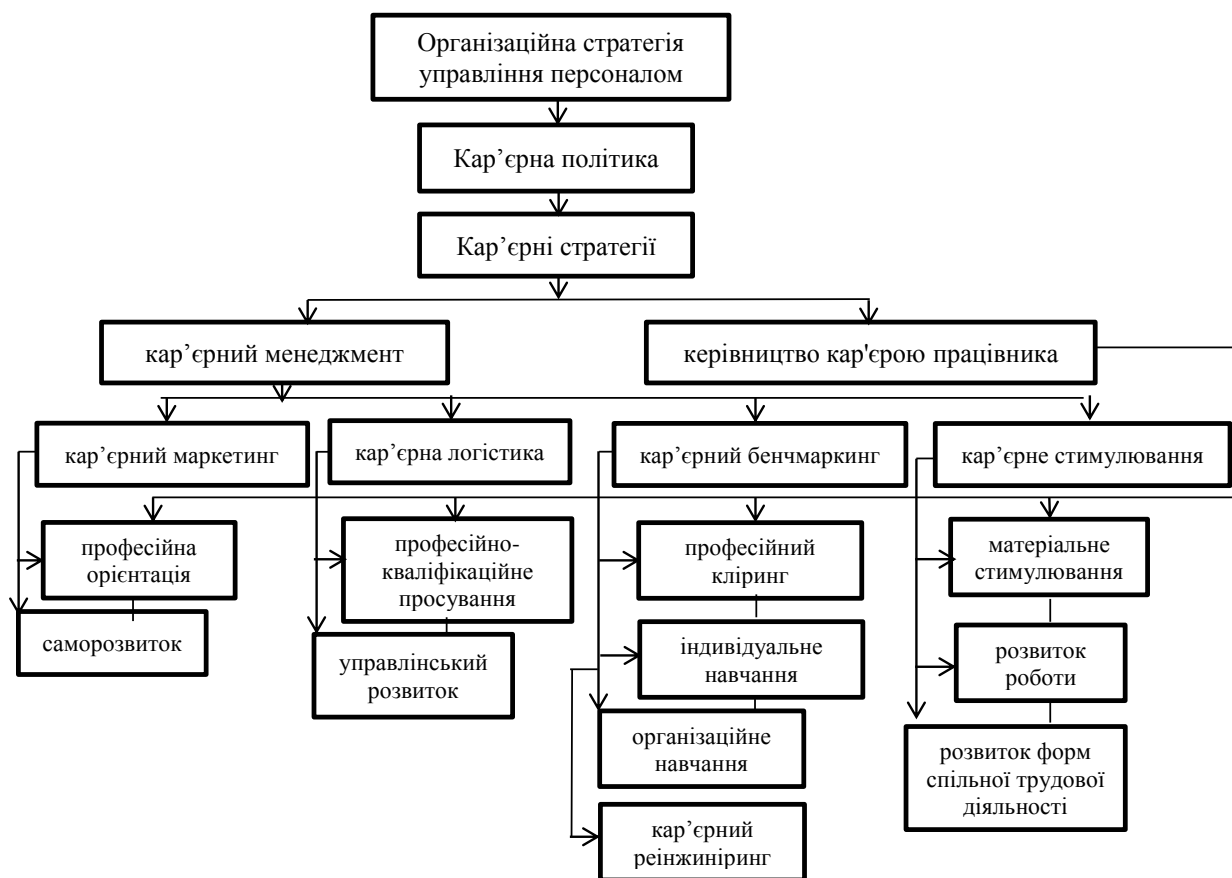 Організаційна стратегія
управління персоналом
Кар’єрна політика
Кар’єрні стратегії
кар’єрний менеджмент
керівництво кар'єрою працівника
кар’єрний маркетинг
кар’єрна логістика
кар’єрний бенчмаркинг
кар’єрне стимулювання
професійна
орієнтація
професійно-
кваліфікаційне
просування
професійний
кліринг
матеріальне
стимулювання
саморозвиток
управлінський
розвиток
індивідуальне
навчання
розвиток
роботи
організаційне
навчання
розвиток форм
спільної трудової
діяльності
кар’єрний
реінжиніринг